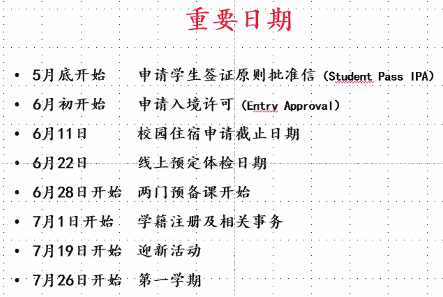 重要日期
• 5月底开始 申请学生签证原则批准信（Student Pass IPA）
• 6月初开始 申请入境许可（Entry Approval）
• 6月11日 校园住宿申请截止日期
• 6月22日 线上预定体检日期
• 6月28日开始 两门预备课开始
• 7月1日开始 学籍注册及相关事务
• 7月19日开始 迎新活动
• 7月26日开始 第一学期